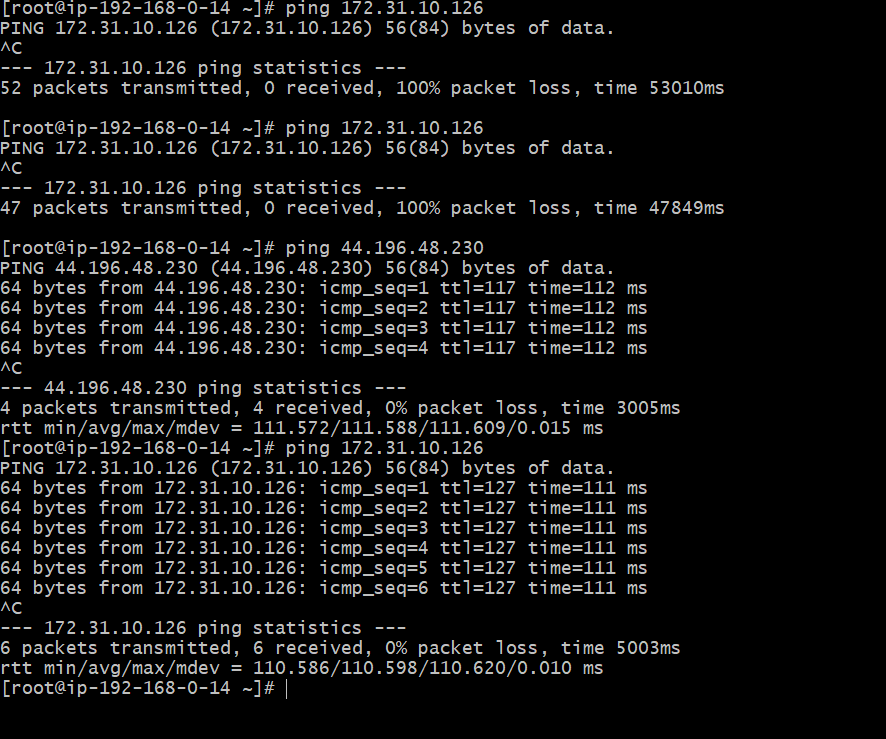 [root@ip-192-168-0-14 ~]# ping 172.31.10.126
PING 172.31.10.126 (172.31.10.126) 56(84) bytes of data.
^C
--- 172.31.10.126 ping statistics ---
52 packets transmitted, 0 received, 100% packet loss, time 53010ms
[root@ip-192-168-0-14 ~]# ping 172.31.10.126
PING 172.31.10.126 (172.31.10.126) 56(84) bytes of data.
^C
--- 172.31.10.126 ping statistics ---
47 packets transmitted, 0 received, 100% packet loss, time 47849ms
[root@ip-192-168-0-14 ~]# ping 44.196.48.230
PING 44.196.48.230 (44.196.48.230) 56(84) bytes of data.
64 bytes from 44.196.48.230: icmp_seq=1 ttl=117 time=112 ms
64 bytes from 44.196.48.230: icmp_seq=2 ttl=117 time=112 ms
64 bytes from 44.196.48.230: icmp_seq=3 ttl=117 time=112 ms
64 bytes from 44.196.48.230: icmp_seq=4 ttl=117 time=112 ms
^C
--- 44.196.48.230 ping statistics ---
4 packets transmitted, 4 received, 0% packet loss, time 3005ms
rtt min/avg/max/mdev = 111.572/111.588/111.609/0.015 ms
[root@ip-192-168-0-14 ~]# ping 172.31.10.126
PING 172.31.10.126 (172.31.10.126) 56(84) bytes of data.
64 bytes from 172.31.10.126: icmp_seq=1 ttl=127 time=111 ms
64 bytes from 172.31.10.126: icmp_seq=2 ttl=127 time=111 ms
64 bytes from 172.31.10.126: icmp_seq=3 ttl=127 time=111 ms
64 bytes from 172.31.10.126: icmp_seq=4 ttl=127 time=111 ms
64 bytes from 172.31.10.126: icmp_seq=5 ttl=127 time=111 ms
64 bytes from 172.31.10.126: icmp_seq=6 ttl=127 time=111 ms
^C
--- 172.31.10.126 ping statistics ---
6 packets transmitted, 6 received, 0% packet loss, time 5003ms
rtt min/avg/max/mdev = 110.586/110.598/110.620/0.010 ms
[root@ip-192-168-0-14 ~]#